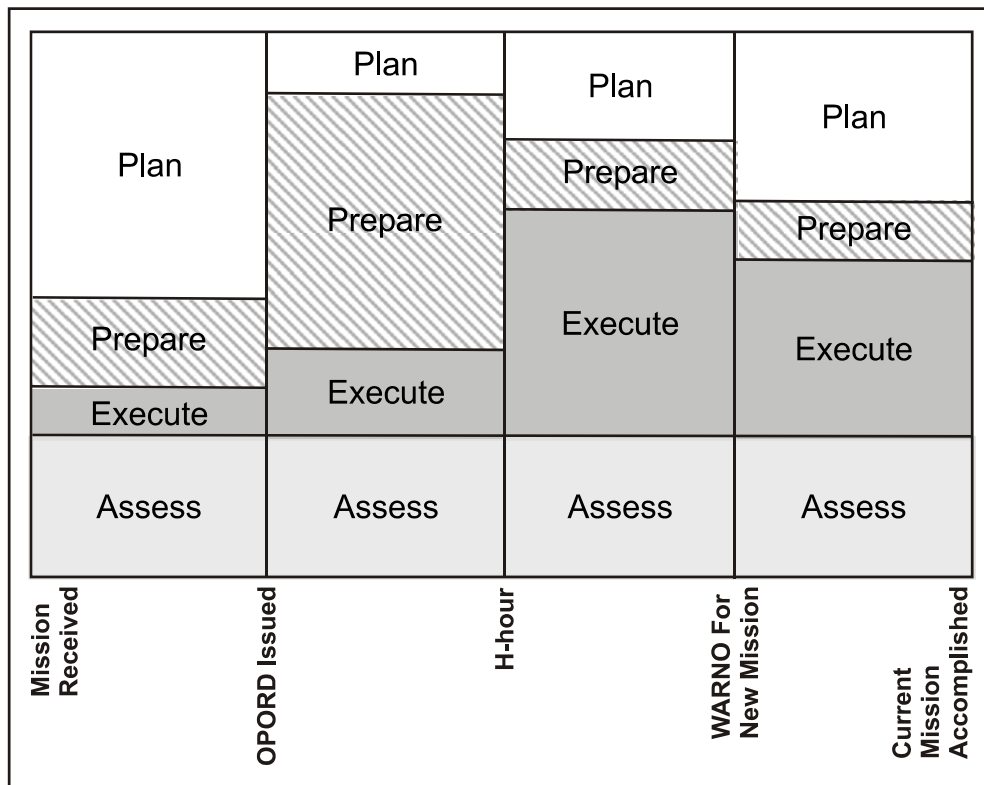 Plan
Prepare
Execute
Assess
Plan
Prepare
Execute
Assess
Plan
Prepare
Execute
Assess
Plan
Prepare
Execute
Assess
Mission
Received
OPORD Issued
H-hour
WARNO For
New Mission
Current
Mission
Accomplished